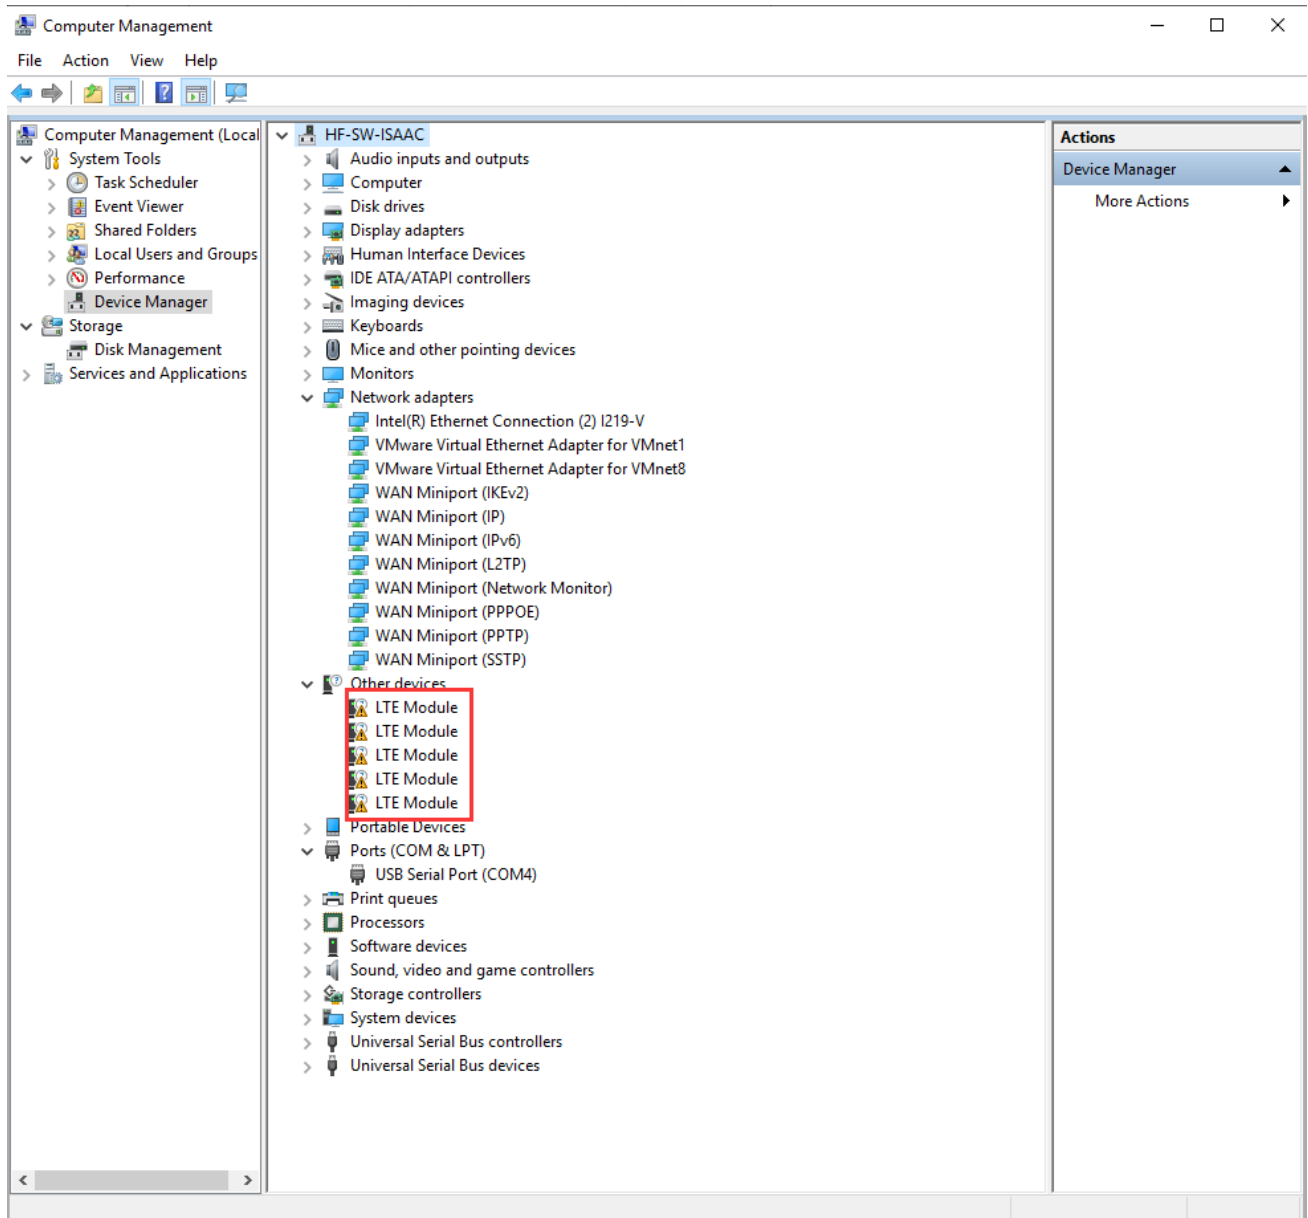 Computer Management
File Action View Help
Computer Management (Local
System Tools
Task Scheduler
Event Viewer
Shared Folders
Local Users and Groups
Performance
Device Manager
Storage
Disk Management
Services and Applications
HF-SW-ISAAC
Audio inputs and outputs
Computer
Disk drives
Display adapters
Human Interface Devices
IDE ATA/ATAPI controllers
Imaging devices
Keyboards
Mice and other pointing devices
Monitors
Network adapters
Intel(R) Ethernet Connection (2) I219-V
VMware Virtual Ethernet Adapter for VMnet1
VMware Virtual Ethernet Adapter for VMnet8
WAN Miniport (IKEv2)
WAN Miniport (IP)
WAN Miniport (IPv6)
WAN Miniport (L2TP)
WAN Miniport (Network Monitor)
WAN Miniport (PPPOE)
WAN Miniport (PPTP)
WAN Miniport (SSTP)
Other devices
LTE Module
LTE Module
LTE Module
LTE Module
LTE Module
Portable Devices
Ports (COM & LPT)
USB Serial Port (COM4)
Print queues
Processors
Software devices
Sound, video and game controllers
Storage controllers
System devices
Universal Serial Bus controllers
Universal Serial Bus devices
Actions
Device Manager
More Actions